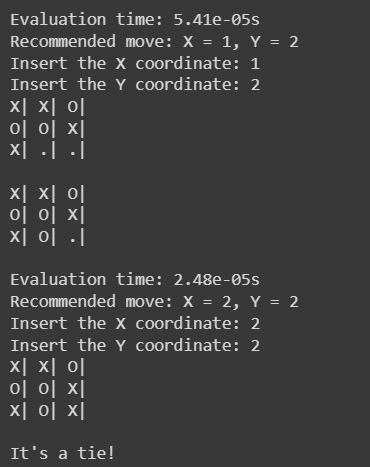 Evaluation time: 5.41e-05s
Recommended move: X = 1, Y = 2
Insert the X coordinate: 1
Insert the Y coordinate: 2
X| X| O|
O| O| X|
X| .| .|

X| X| O|
O| O| X|
X| O| .|

Evaluation time: 2.48e-05s
Recommended move: X = 2, Y = 2
Insert the X coordinate: 2
Insert the Y coordinate: 2
X| X| O|
O| O| X|
X| O| X|

It's a tie!